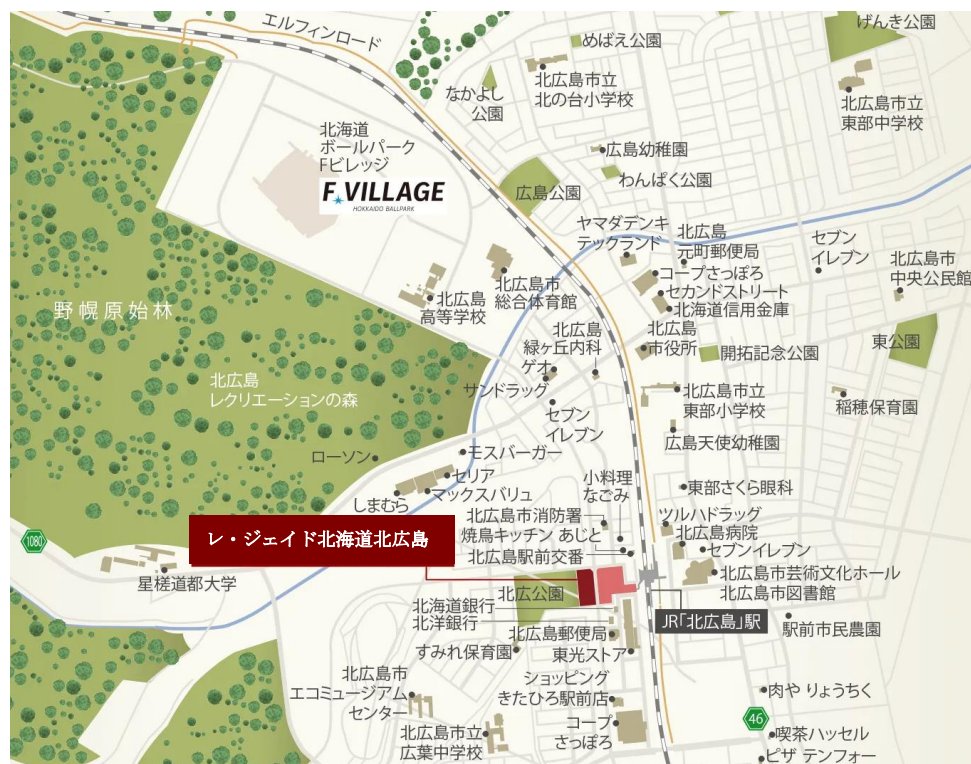 エルフィンロード
げんき公園
めばえ公園
北広島市立
北の台小学校
なかよし
公園
北広島市立
東部中学校
北海道
ボールパーク
Fビレッジ
F VILLAGE
HOKKAIDO BALLPARK
広島幼稚園
わんぱく公園
広島公園
ヤマダデンキ
テックランド
北広島
元町郵便局
セブン
イレブン
北広島市
中央公民館
コープさっぽろ
セカンドストリート
北海道信用金庫
北広島市
総合体育館
北広島
高等学校
野幌原始林
北広島
緑ヶ丘内科
北広島
市役所
開拓記念公園
東公園
ゲオ
サンドラッグ
セブン
イレブン
北広島
レクリエーションの森
北広島市立
東部小学校
稲穂保育園
広島天使幼稚園
ローソン
モスバーガー
セリア
マックスバリュ
しまむら
小料理
なごみ
東部さくら眼科
北広島市消防署
焼鳥キッチン あじと
北広島駅前交番
ツルハドラッグ
北広島病院
セブンイレブン
北広島市芸術文化ホール
北広島市図書館
1080
レ・ジェイド北海道北広島
星槎道都大学
北広公園
北海道銀行
北洋銀行
JR「北広島」駅
駅前市民農園
北広島郵便局
すみれ保育園
東光ストア
北広島市
エコミュージアム
センター
ショッピング
きたひろ駅前店
コープ
さっぽろ
北広島市立
広葉中学校
肉や りょうちく
46
喫茶ハッセル
ピザ テンフォー